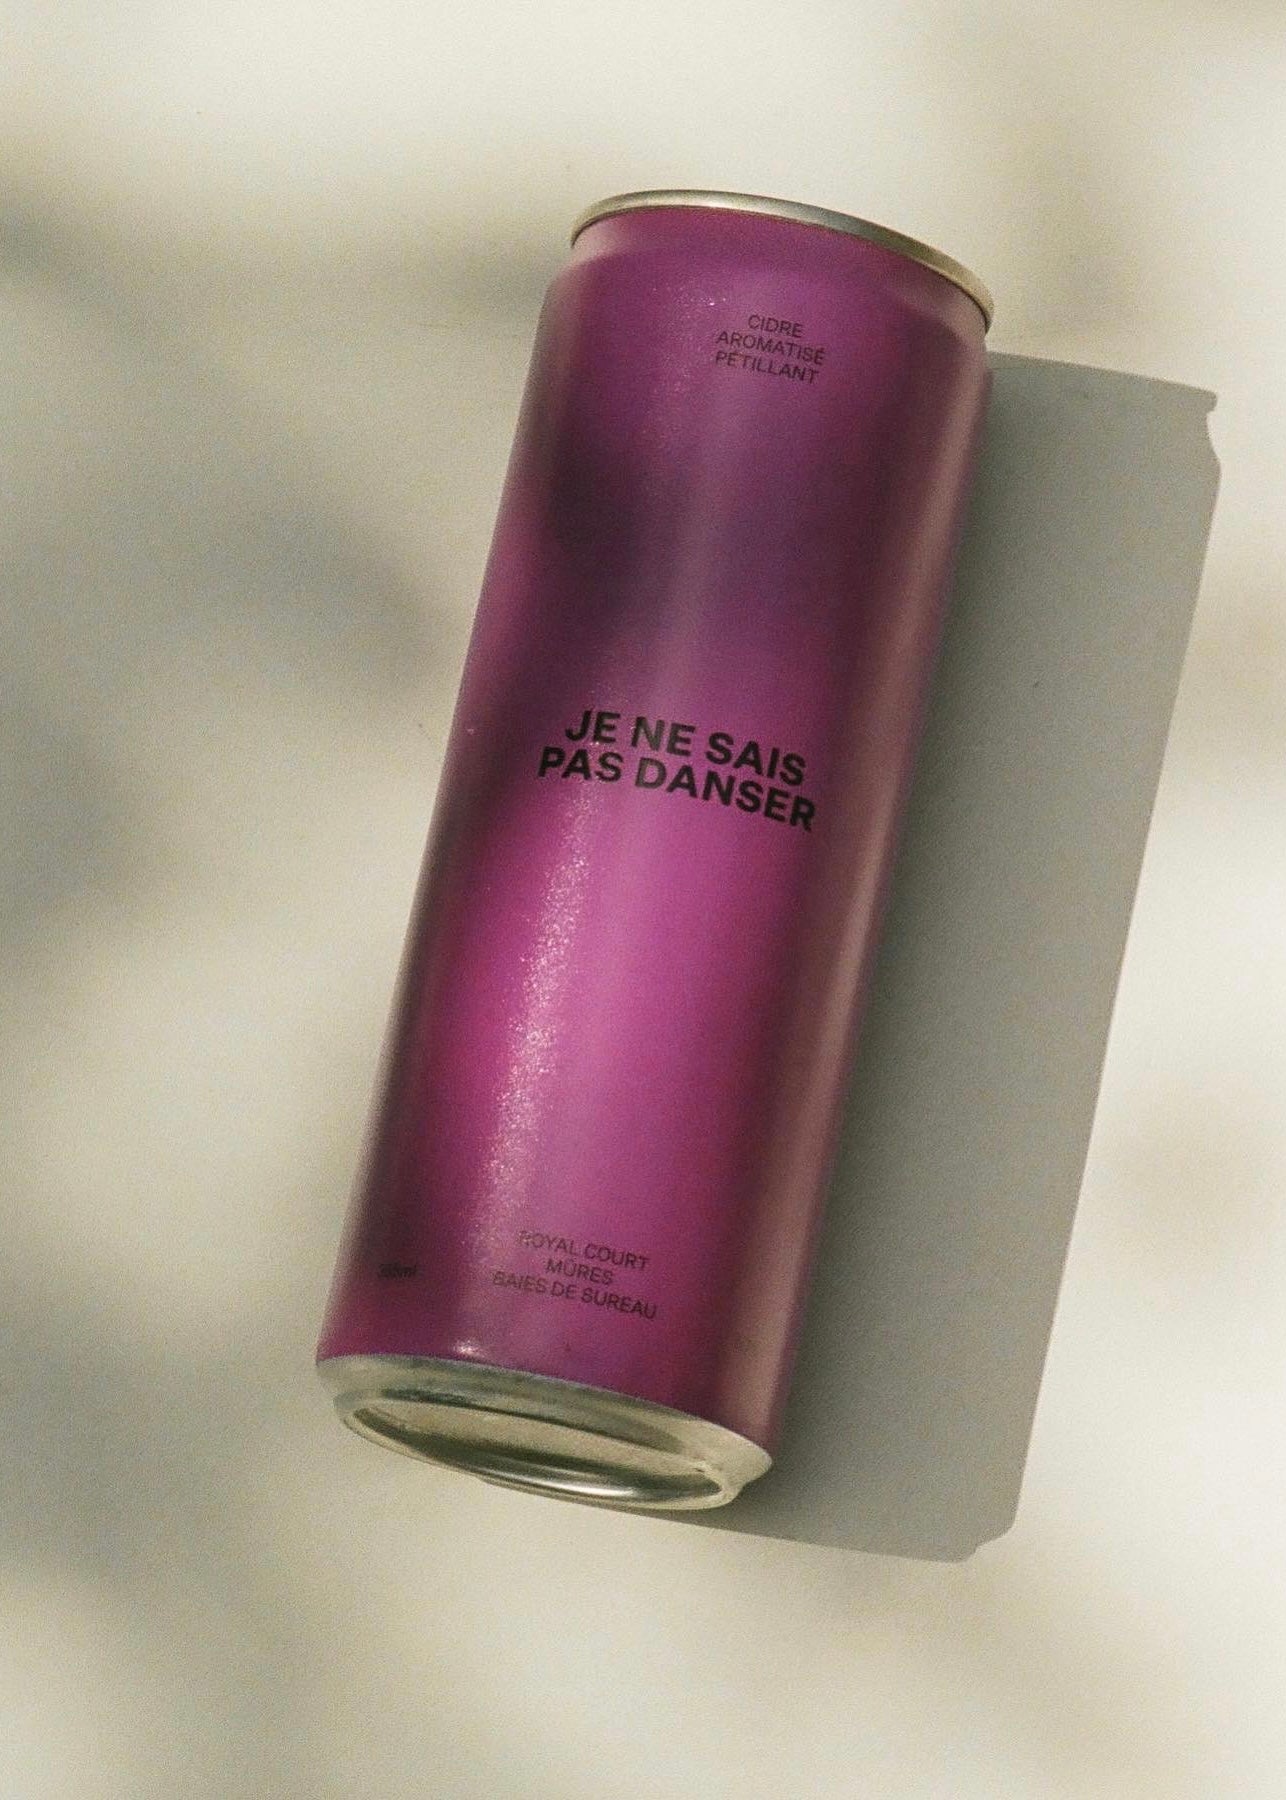 CIDRE
AROMATISÉ
PÉTILLANT
JE NE SAIS
PAS DANSER
ROYAL COURT
MÛRES
BAIES DE SUREAU